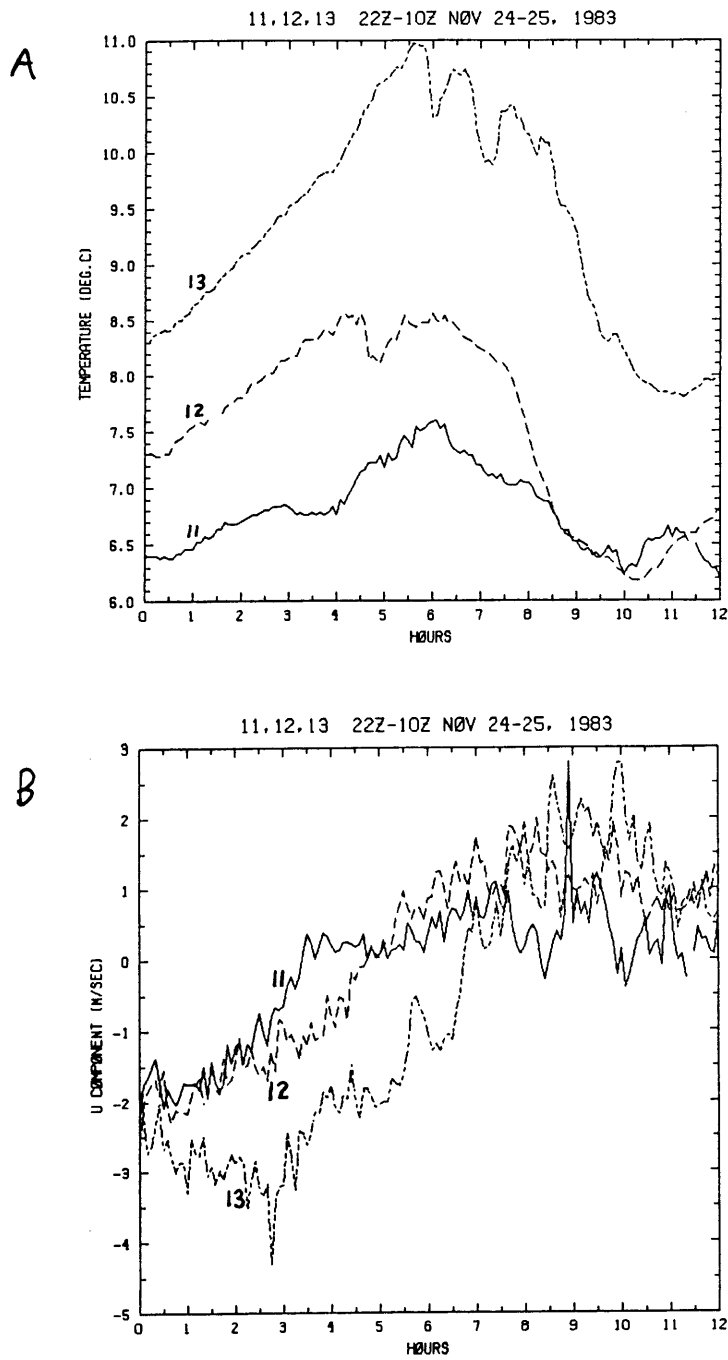 11,12,13 22Z-10Z NØV 24-25, 1983
A
TEMPERATURE (DEG.C)
11.0
10.5
10.0
9.5
9.0
8.5
8.0
7.5
7.0
6.5
6.0
13
12
11
0 1 2 3 4 5 6 7 8 9 10 11 12
HØURS
11,12,13 22Z-10Z NØV 24-25, 1983
B
U CØMPØNENT (M/SEC)
3
2
1
0
-1
-2
-3
-4
-5
11
12
13
0 1 2 3 4 5 6 7 8 9 10 11 12
HØURS